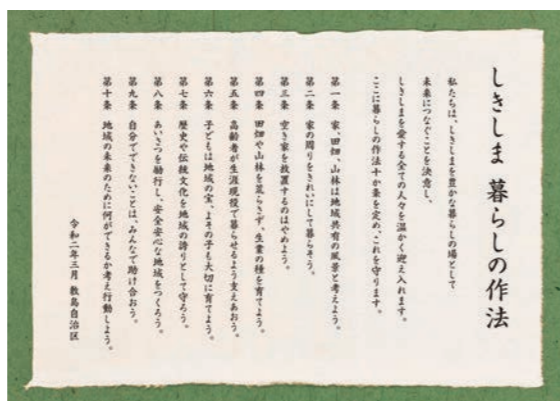 しきしま 暮らしの作法
私たちは、しきしまを豊かな暮らしの場として
未来につなぐことを決意し、
しきしまを愛する全ての人々を温かく迎え入れます。
ここに暮らしの作法十か条を定め、これを守ります。
第一条 家、田畑、山林は地域共有の風景と考えよう。
第二条 家の周りをきれいにして暮らそう。
第三条 空き家を放置するのはやめよう。
第四条 田畑や山林を荒らさず、生業の種を育てよう。
第五条 高齢者が生涯現役で暮らせるよう支えあおう。
第六条 子どもは地域の宝、よその子も大切に育てよう。
第七条 歴史や伝統文化を地域の誇りとして守ろう。
第八条 あいさつを励行し、安全安心な地域をつくろう。
第九条 自分でできないことは、みんなで助け合おう。
第十条 地域の未来のために何ができるか考え行動しよう。
令和二年三月 敷島自治区